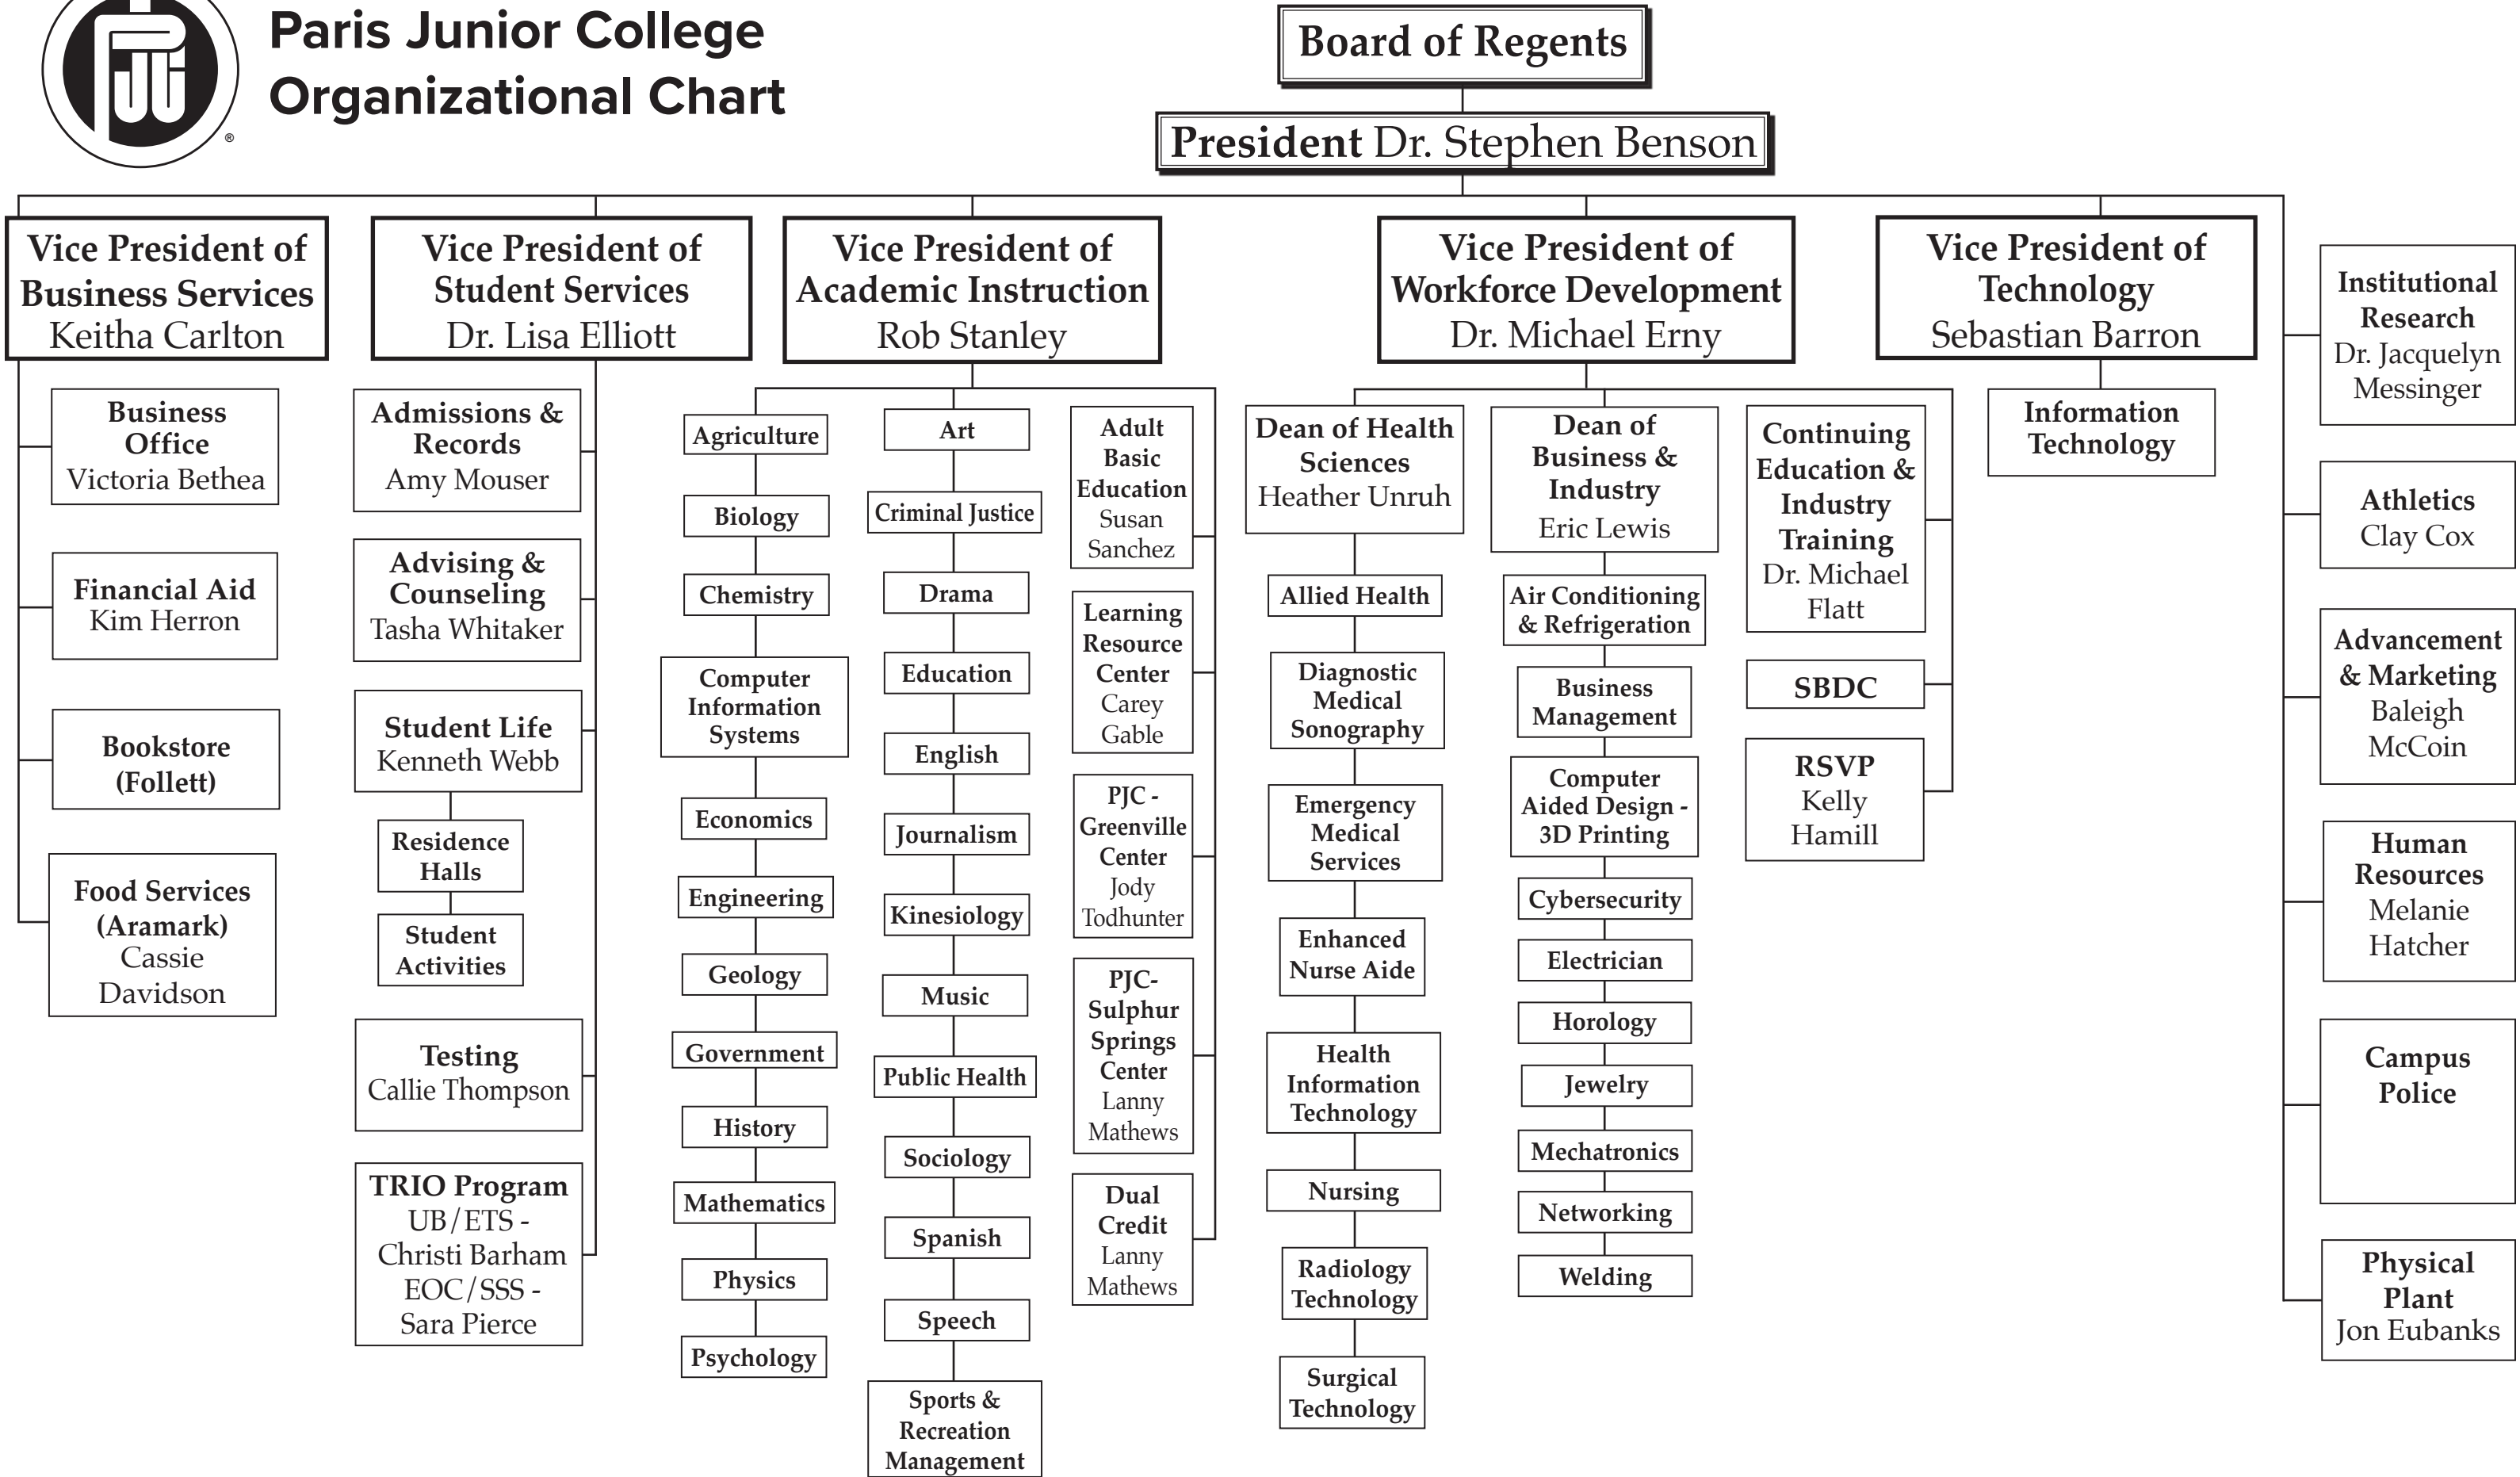 Paris Junior College
Organizational Chart
®
Board of Regents
President Dr. Stephen Benson
Vice President of
Business Services
Keitha Carlton
Business
Office
Victoria Bethea
Financial Aid
Kim Herron
Bookstore
(Follett)
Food Services
(Aramark)
Cassie
Davidson
Vice President of
Student Services
Dr. Lisa Elliott
Admissions &
Records
Amy Mouser
Advising &
Counseling
Tasha Whitaker
Student Life
Kenneth Webb
Residence
Halls
Student
Activities
Testing
Callie Thompson
TRIO Program
UB/ETS -
Christi Barham
EOC/SSS -
Sara Pierce
Vice President of
Academic Instruction
Rob Stanley
Agriculture
Biology
Chemistry
Computer
Information
Systems
Economics
Engineering
Geology
Government
History
Mathematics
Physics
Psychology
Art
Criminal Justice
Drama
Education
English
Journalism
Kinesiology
Music
Public Health
Sociology
Spanish
Speech
Sports &
Recreation
Management
Adult
Basic
Education
Susan
Sanchez
Learning
Resource
Center
Carey
Gable
PJC -
Greenville
Center
Jody
Todhunter
PJC-
Sulphur
Springs
Center
Lanny
Mathews
Dual
Credit
Lanny
Mathews
Vice President of
Workforce Development
Dr. Michael Erny
Dean of Health
Sciences
Heather Unruh
Allied Health
Diagnostic
Medical
Sonography
Emergency
Medical
Services
Enhanced
Nurse Aide
Health
Information
Technology
Nursing
Radiology
Technology
Surgical
Technology
Dean of
Business &
Industry
Eric Lewis
Air Conditioning
& Refrigeration
Business
Management
Computer
Aided Design -
3D Printing
Cybersecurity
Electrician
Horology
Jewelry
Mechatronics
Networking
Welding
Continuing
Education &
Industry
Training
Dr. Michael
Flatt
SBDC
RSVP
Kelly
Hamill
Vice President of
Technology
Sebastian Barron
Information
Technology
Institutional
Research
Dr. Jacquelyn
Messinger
Athletics
Clay Cox
Advancement
& Marketing
Baleigh
McCoin
Human
Resources
Melanie
Hatcher
Campus
Police
Physical
Plant
Jon Eubanks